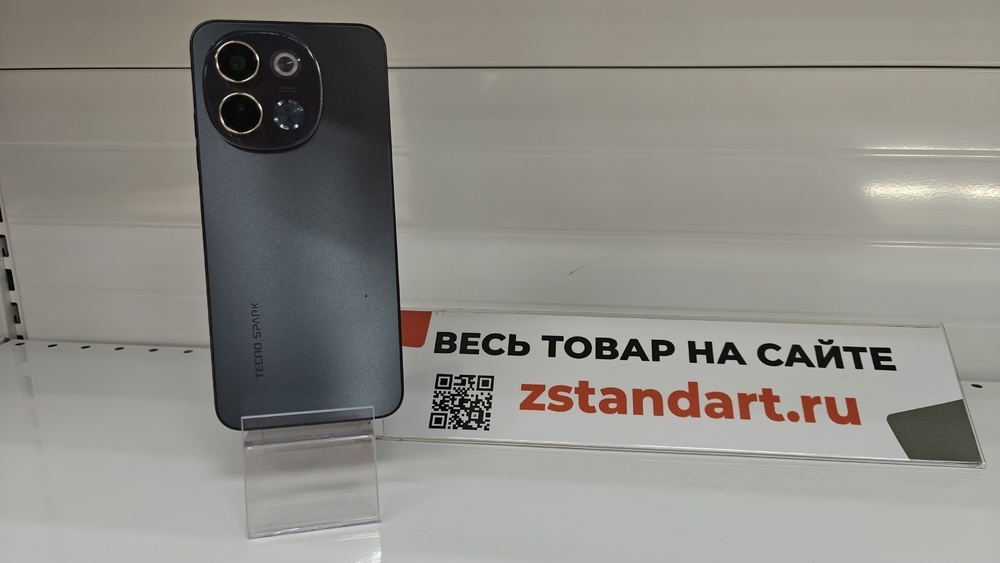 TECNO SPARK
ВЕСЬ ТОВАР НА САЙТЕ
zstandart.ru